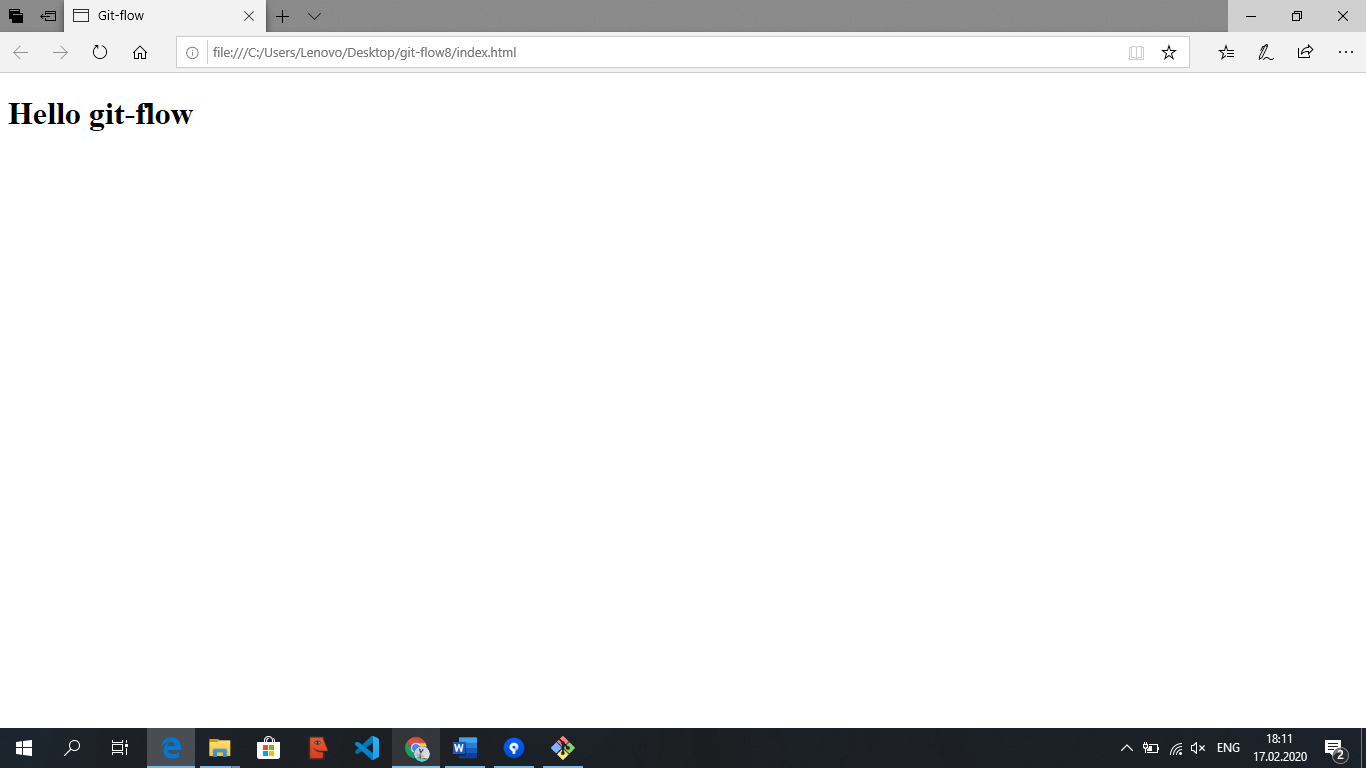 Git-flow
file:///C:/Users/Lenovo/Desktop/git-flow8/index.html
Hello git-flow
ENG
18:11
17.02.2020
2